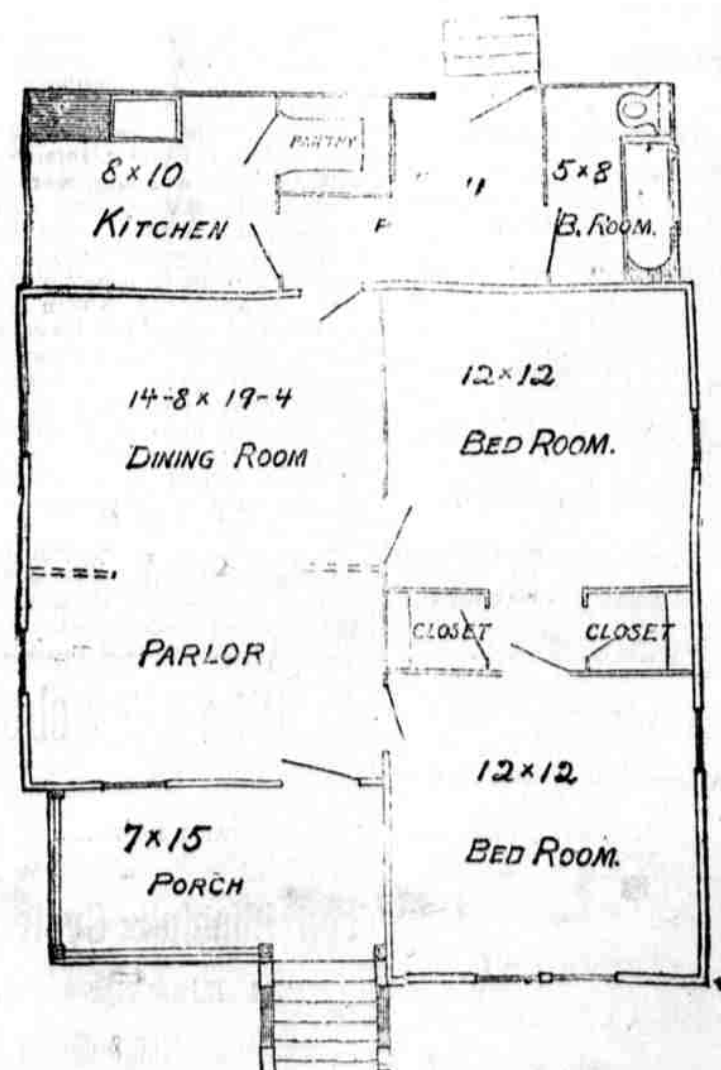 PANTRY
8 x 10
KITCHEN
5 x 8
B. ROOM.
14-8 x 19-4
DINING ROOM
12 x 12
BED ROOM.
PARLOR
CLOSET
CLOSET
12 x 12
BED ROOM.
7 x 15
PORCH